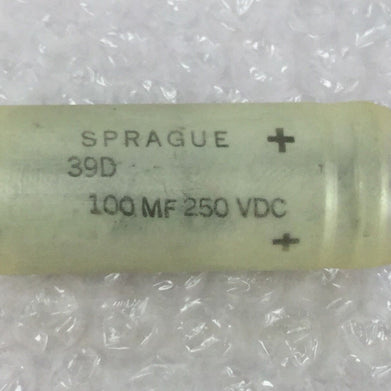 SPRAGUE +
39D
100 MF 250 VDC
+